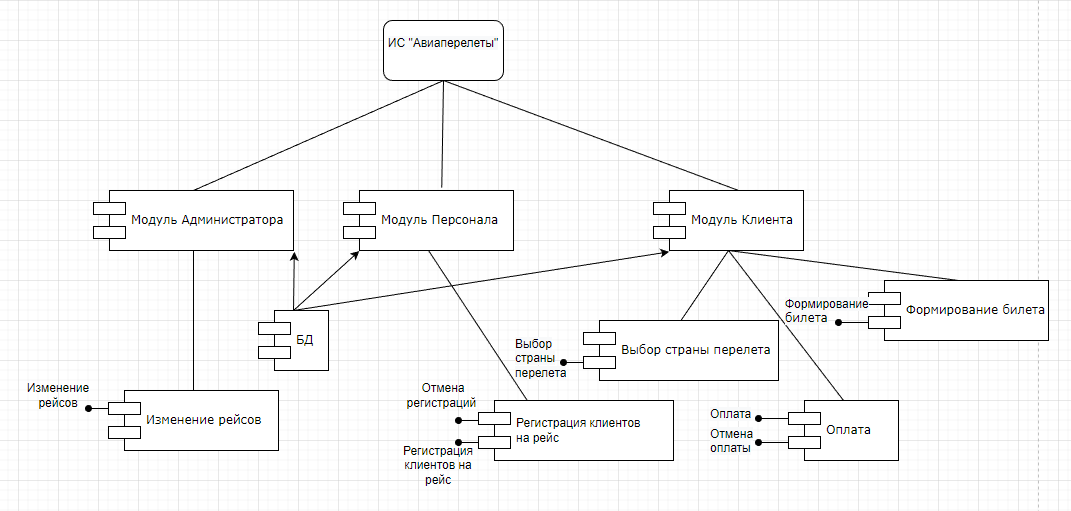 ИС "Авиаперелеты"
Модуль Администратора
Модуль Персонала
Модуль Клиента
Формирование
билета
Формирование билета
БД
Выбор
страны
перелета
Выбор страны перелета
Изменение
рейсов
Изменение рейсов
Отмена
регистраций
Регистрация
клиентов на
рейс
Регистрация клиентов
на рейс
Оплата
Отмена
оплаты
Оплата